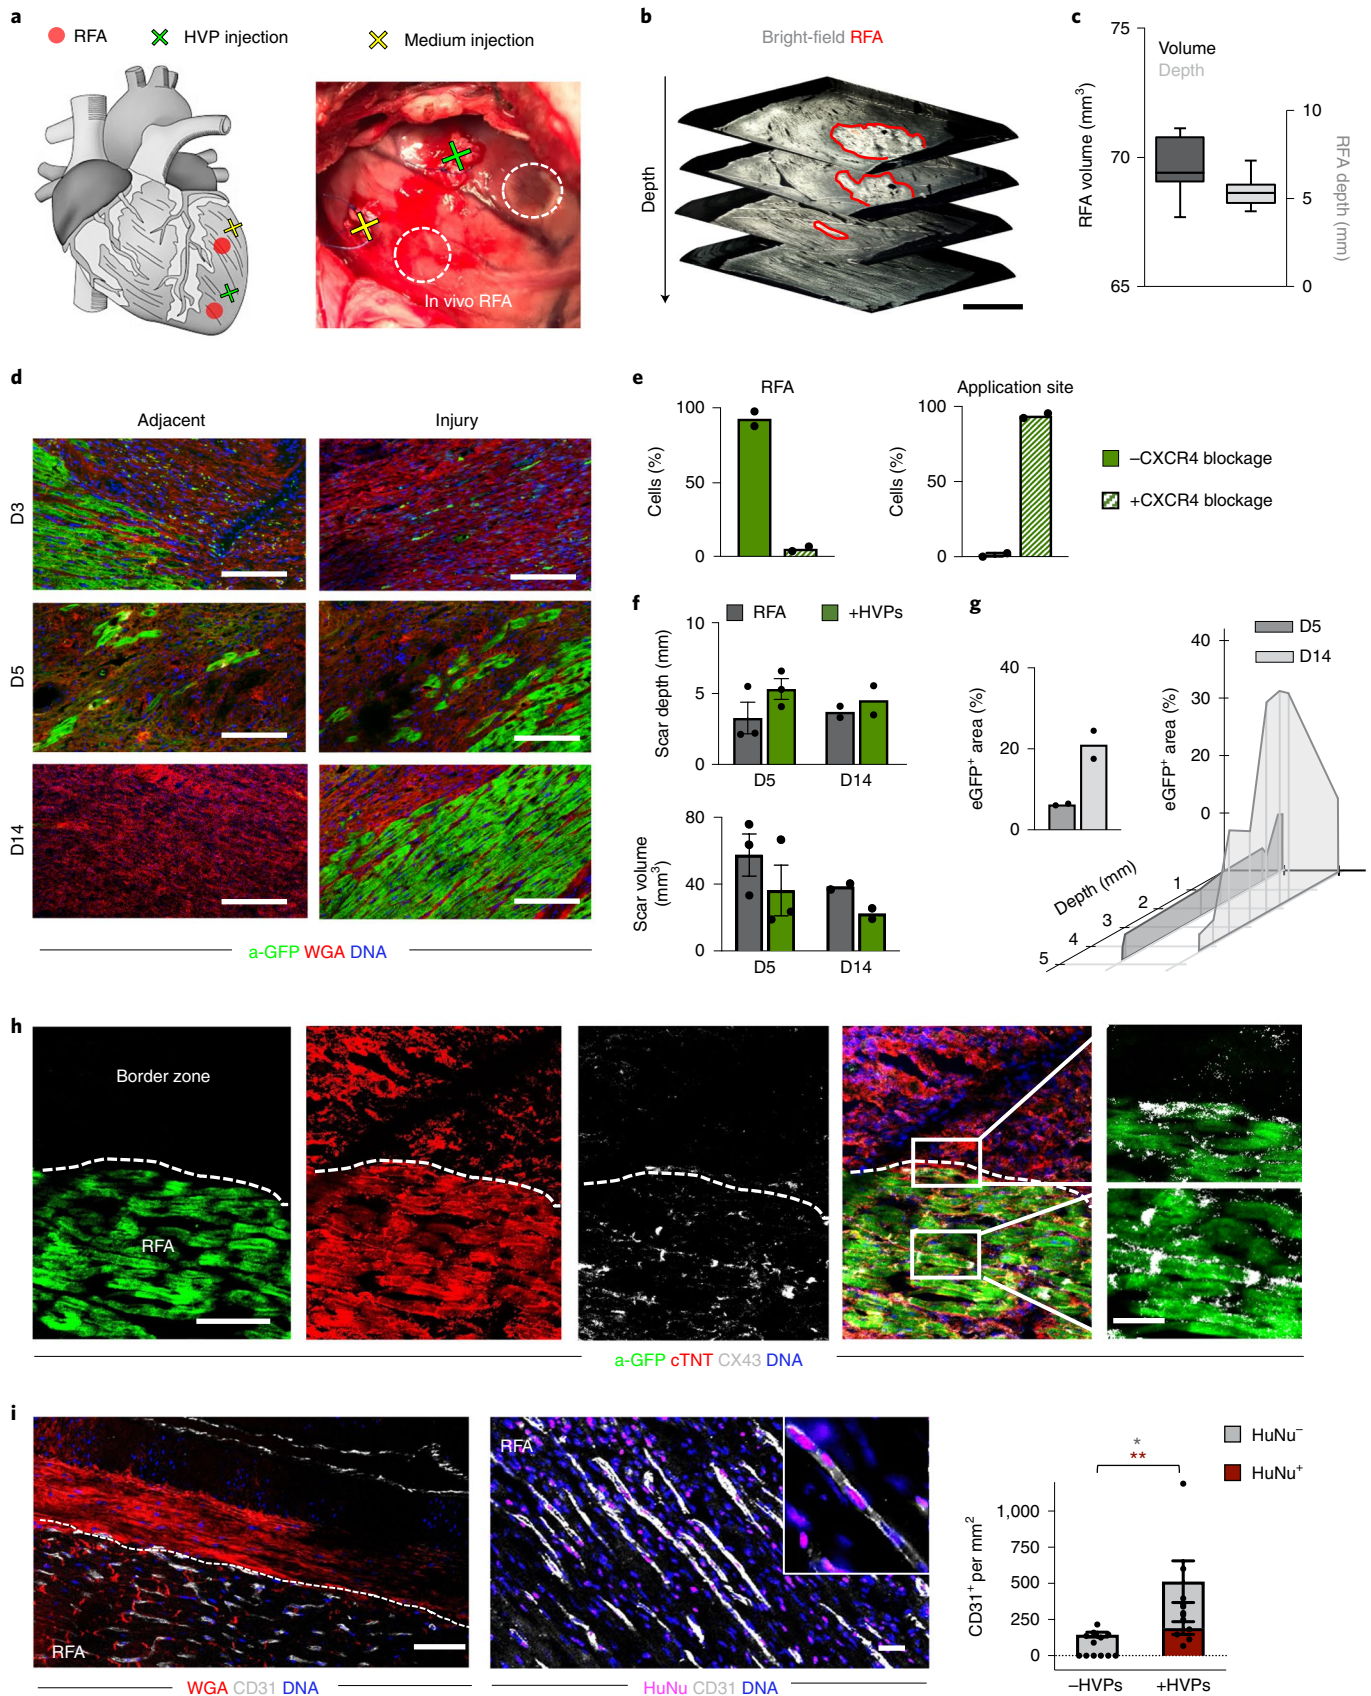 a
RFA
HVP injection
Medium injection
In vivo RFA
b
Bright-field RFA
Depth
c
75
70
65
RFA volume (mm³)
Volume
Depth
10
5
0
RFA depth (mm)
d
Adjacent
Injury
D3
D5
D14
a-GFP WGA DNA
e
RFA
Application site
100
50
0
Cells (%)
100
50
0
Cells (%)
–CXCR4 blockage
+CXCR4 blockage
f
RFA
+HVPs
10
5
0
Scar depth (mm)
D5
D14
80
40
0
Scar volume
(mm³)
D5
D14
g
40
20
0
eGFP⁺ area (%)
D5
D14
40
30
20
10
0
eGFP⁺ area (%)
Depth (mm)
1
2
3
4
5
h
Border zone
RFA
a-GFP cTNT CX43 DNA
i
RFA
WGA CD31 DNA
RFA
HuNu CD31 DNA
HuNu⁻
HuNu⁺
*
**
1,000
750
500
250
0
CD31⁺ per mm²
–HVPs
+HVPs